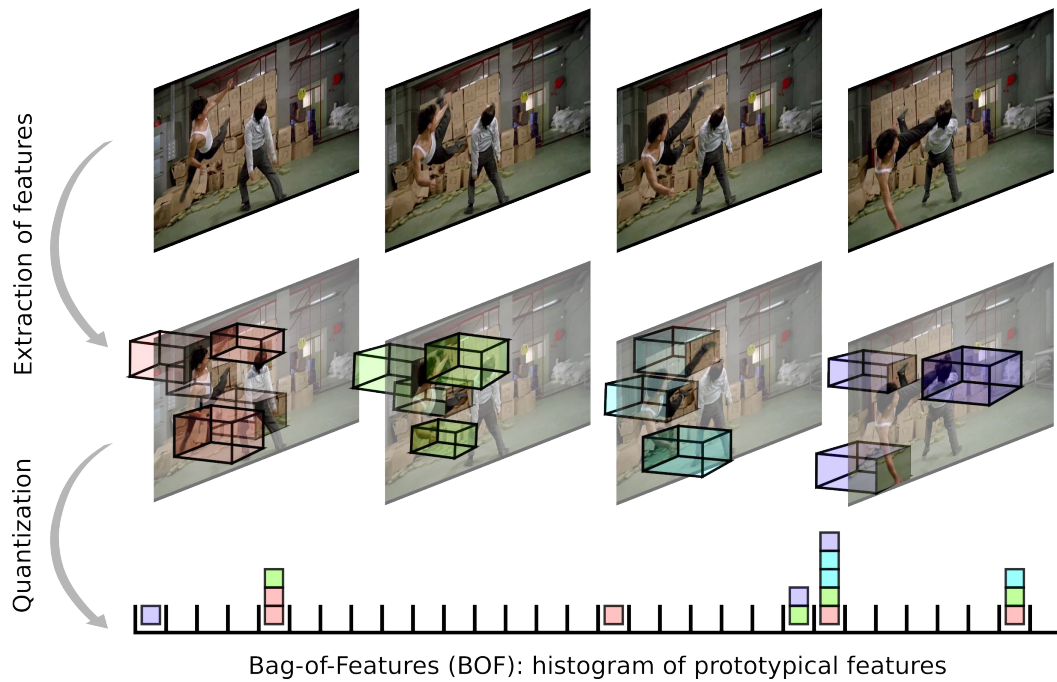 Extraction of features
Quantization
Bag-of-Features (BOF): histogram of prototypical features